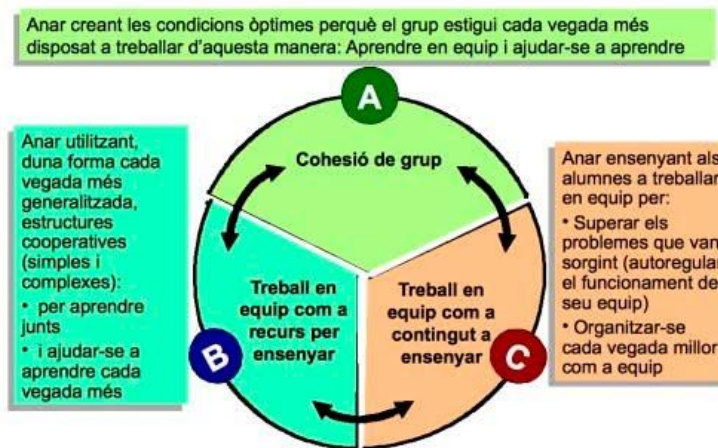 Anar creant les condicions òptimes perquè el grup estigui cada vegada més
disposat a treballar d'aquesta manera: Aprendre en equip i ajudar-se a aprendre
A
Cohesió de grup
Anar utilitzant,
duna forma cada
vegada més
generalitzada,
estructures
cooperatives
(simples i
complexes):
• per aprendre
junts
• i ajudar-se a
aprendre cada
vegada més
B
Treball en
equip com a
recurs per
ensenyar
Treball en
equip com a
contingut a
ensenyar
C
Anar ensenyant als
alumnes a treballar
en equip per:
• Superar els
problemes que van
sorgint (autoregular
el funcionament de
seu equip)
• Organitzar-se
cada vegada millor
com a equip